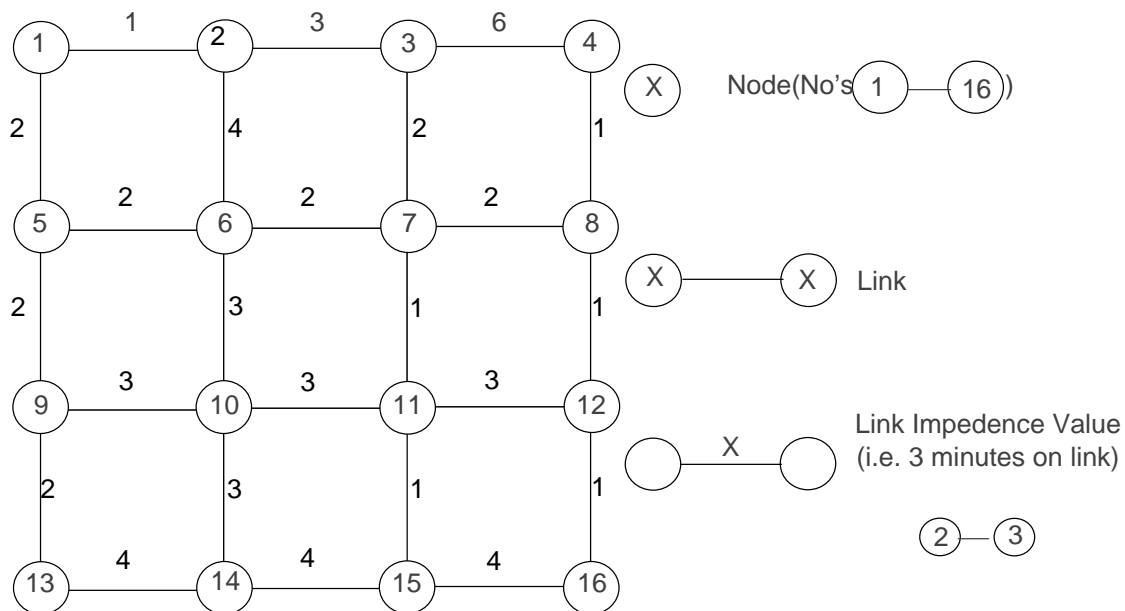 1 3 6
1 2 3 4
X Node(No's 1 16 )
2 4 2 1
2 2 2
5 6 7 8
X X Link
2 3 1 1
3 3 3
9 10 11 12
Link Impedence Value
X
(i.e. 3 minutes on link)
2 3 1 1
2 3
4 4 4
13 14 15 16